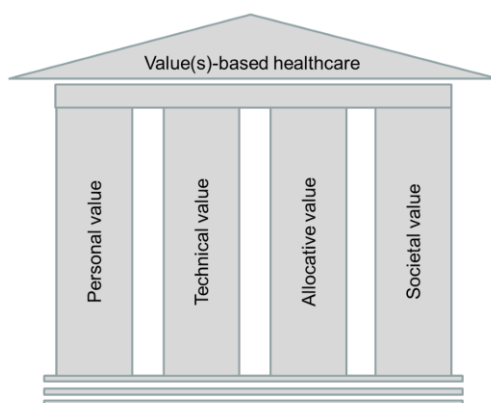 Value(s)-based healthcare
Personal value
Technical value
Allocative value
Societal value